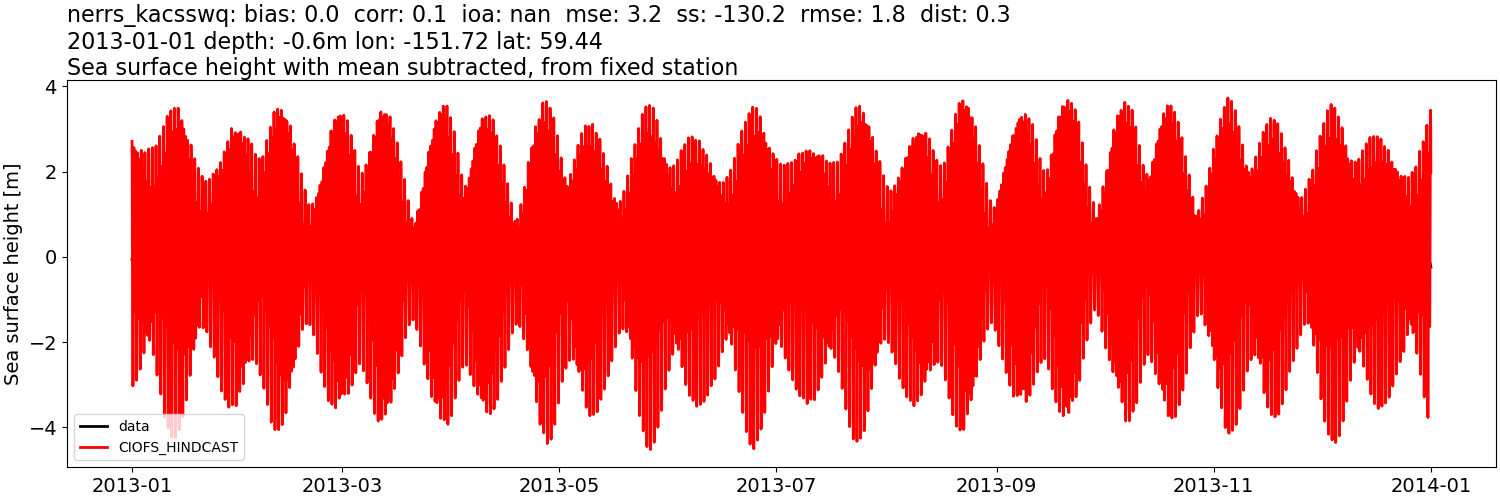 nerrs_kacsswq: bias: 0.0  corr: 0.1  ioa: nan  mse: 3.2  ss: -130.2  rmse: 1.8  dist: 0.3
2013-01-01 depth: -0.6m lon: -151.72 lat: 59.44
Sea surface height with mean subtracted, from fixed station
Sea surface height [m]
4
2
0
−2
−4
data
CIOFS_HINDCAST
2013-01
2013-03
2013-05
2013-07
2013-09
2013-11
2014-01